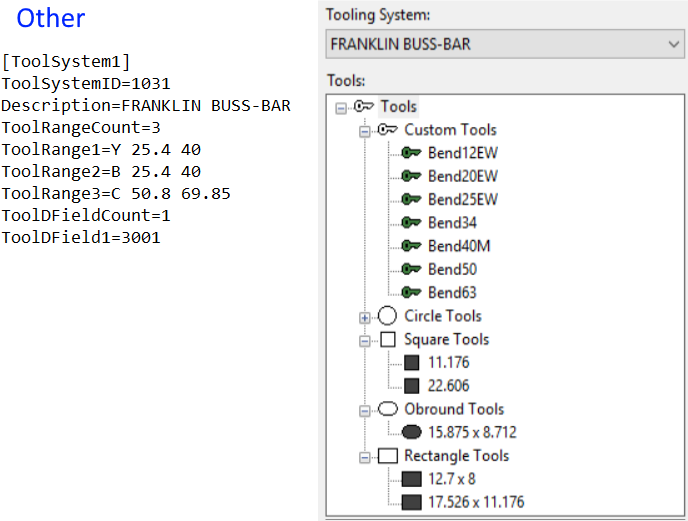 Other
[ToolSystem1]
ToolSystemID=1031
Description=FRANKLIN BUSS-BAR
ToolRangeCount=3
ToolRange1=Y 25.4 40
ToolRange2=B 25.4 40
ToolRange3=C 50.8 69.85
ToolDFieldCount=1
ToolDField1=3001
Tooling System:
FRANKLIN BUSS-BAR
Tools:
Tools
Custom Tools
Bend12EW
Bend20EW
Bend25EW
Bend34
Bend40M
Bend50
Bend63
Circle Tools
Square Tools
11.176
22.606
Obround Tools
15.875 x 8.712
Rectangle Tools
12.7 x 8
17.526 x 11.176